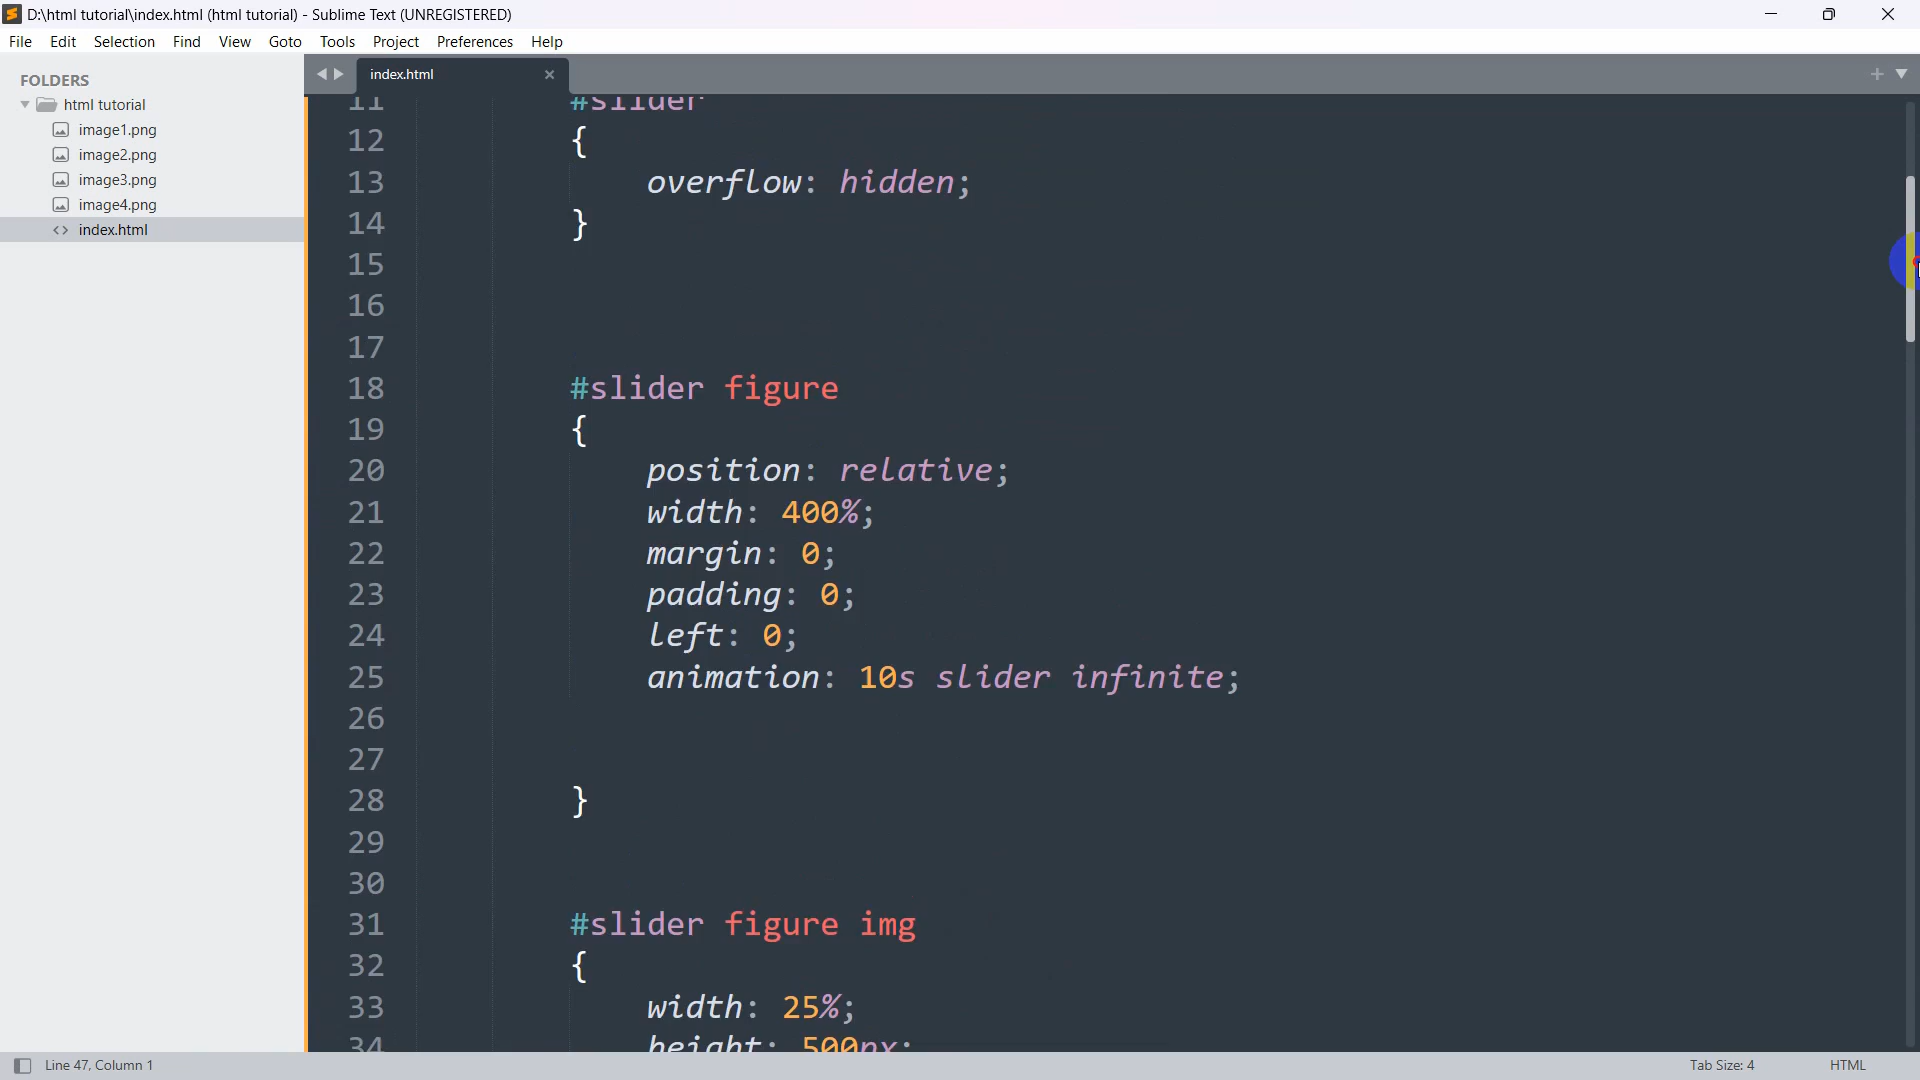 D:\html tutorial\index.html (html tutorial) - Sublime Text (UNREGISTERED)
File Edit Selection Find View Goto Tools Project Preferences Help
FOLDERS
html tutorial
image1.png
image2.png
image3.png
image4.png
index.html
index.html
11 #slider
12 {
13 overflow: hidden;
14 }
15
16
17
18 #slider figure
19 {
20 position: relative;
21 width: 400%;
22 margin: 0;
23 padding: 0;
24 left: 0;
25 animation: 10s slider infinite;
26
27
28 }
29
30
31 #slider figure img
32 {
33 width: 25%;
34 height: 500px;
Line 47, Column 1
Tab Size: 4
HTML